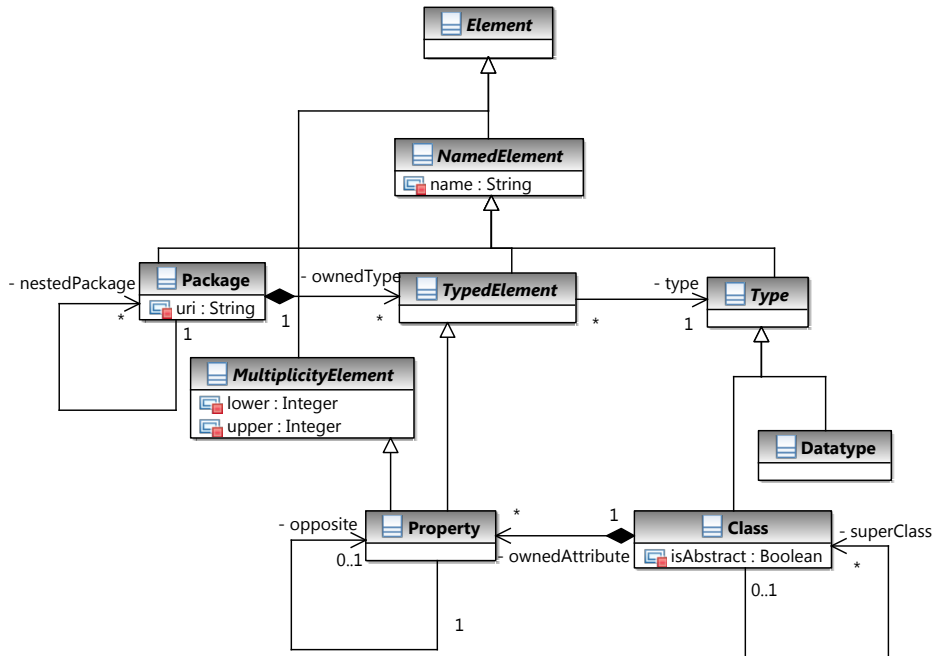 Element
NamedElement
name : String
- nestedPackage
Package
- ownedType
TypedElement
- type
Type
uri : String
*
1
1
*
*
1
MultiplicityElement
lower : Integer
upper : Integer
Datatype
- opposite
Property
*
1
Class
- superClass
0..1
- ownedAttribute
isAbstract : Boolean
*
0..1
1